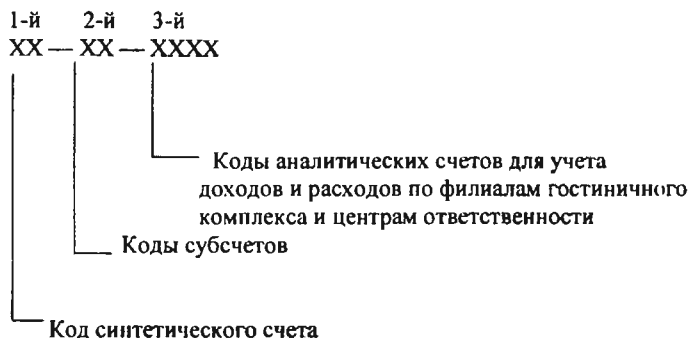 1-й 2-й 3-й
XX — XX — XXXX
Коды аналитических счетов для учета
доходов и расходов по филиалам гостиничного
комплекса и центрам ответственности
Коды субсчетов
Код синтетического счета